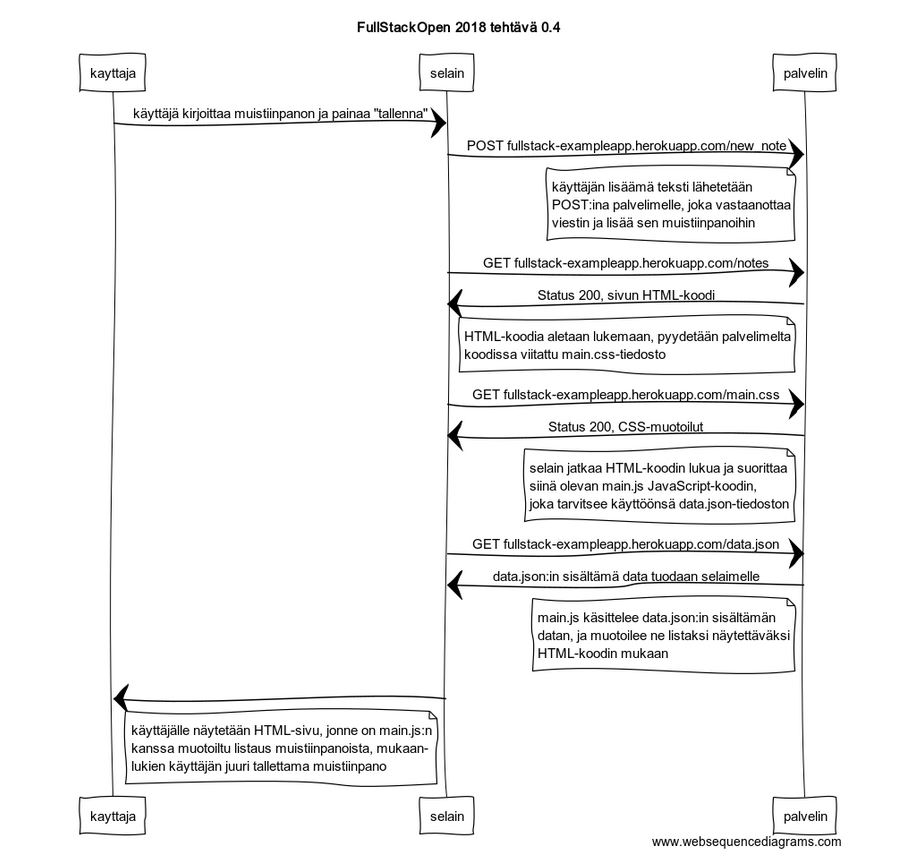 FullStackOpen 2018 tehtävä 0.4
kayttaja
selain
palvelin
käyttäjä kirjoittaa muistiinpanon ja painaa "tallenna"
POST fullstack-exampleapp.herokuapp.com/new_note
käyttäjän lisäämä teksti lähetetään
POST:ina palvelimelle, joka vastaanottaa
viestin ja lisää sen muistiinpanoihin
GET fullstack-exampleapp.herokuapp.com/notes
Status 200, sivun HTML-koodi
HTML-koodia aletaan lukemaan, pyydetään palvelimelta
koodissa viitattu main.css-tiedosto
GET fullstack-exampleapp.herokuapp.com/main.css
Status 200, CSS-muotoilut
selain jatkaa HTML-koodin lukua ja suorittaa
siinä olevan main.js JavaScript-koodin,
joka tarvitsee käyttöönsä data.json-tiedoston
GET fullstack-exampleapp.herokuapp.com/data.json
data.json:in sisältämä data tuodaan selaimelle
main.js käsittelee data.json:in sisältämän
datan, ja muotoilee ne listaksi näytettäväksi
HTML-koodin mukaan
käyttäjälle näytetään HTML-sivu, jonne on main.js:n
kanssa muotoiltu listaus muistiinpanoista, mukaan-
lukien käyttäjän juuri tallettama muistiinpano
kayttaja
selain
palvelin
www.websequencediagrams.com